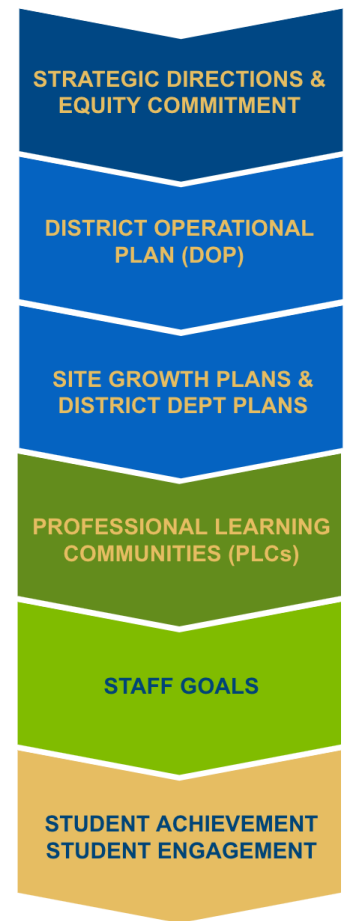 STRATEGIC DIRECTIONS &
EQUITY COMMITMENT
DISTRICT OPERATIONAL
PLAN (DOP)
SITE GROWTH PLANS &
DISTRICT DEPT PLANS
PROFESSIONAL LEARNING
COMMUNITIES (PLCs)
STAFF GOALS
STUDENT ACHIEVEMENT
STUDENT ENGAGEMENT